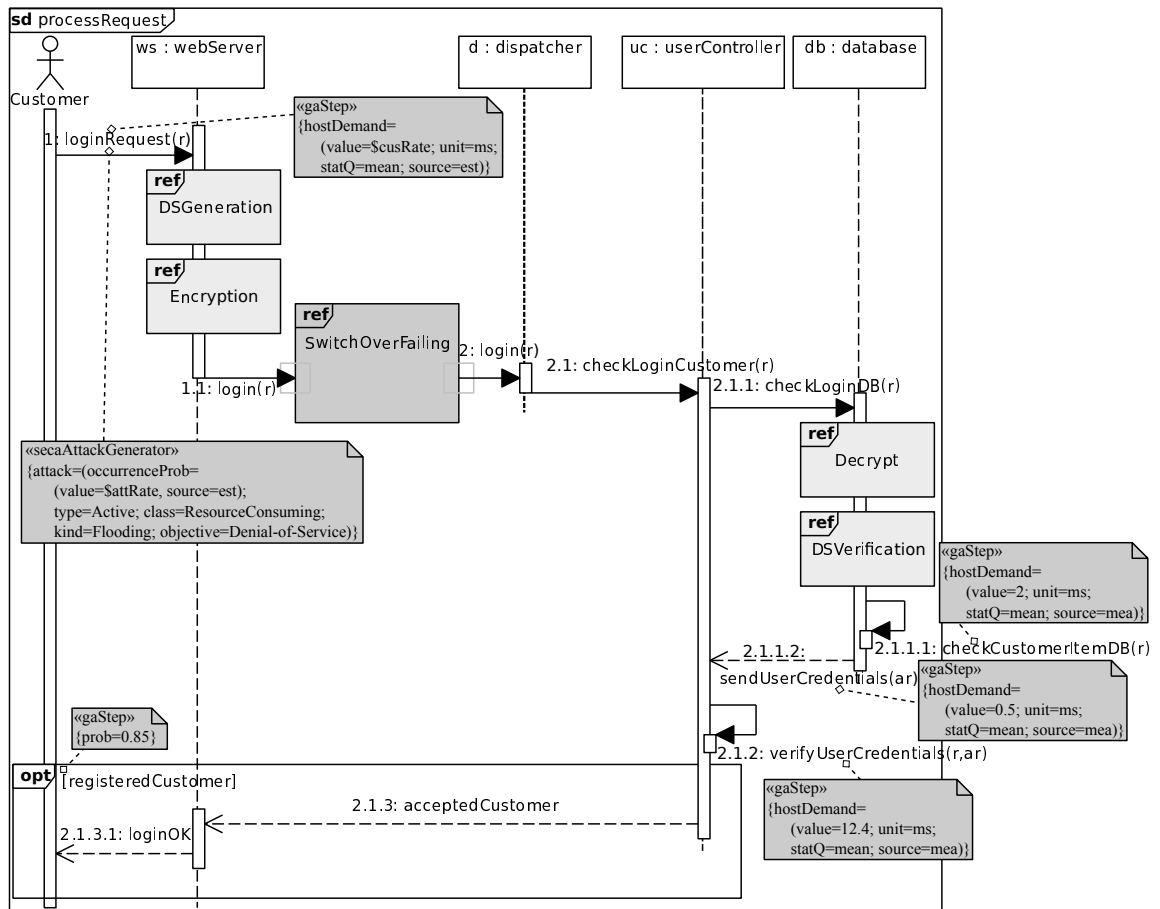 sd processRequest
ws : webServer
d : dispatcher
uc : userController
db : database
Customer
«gaStep»
{hostDemand=
(value=$cusRate; unit=ms;
statQ=mean; source=est)}
1: loginRequest(r)
ref
DSGeneration
ref
Encryption
ref
SwitchOverFailing
1.1: login(r)
2: login(r)
2.1: checkLoginCustomer(r)
2.1.1: checkLoginDB(r)
ref
Decrypt
«secaAttackGenerator»
{attack=(occurrenceProb=
(value=$attRate, source=est);
type=Active; class=ResourceConsuming;
kind=Flooding; objective=Denial-of-Service)}
ref
DSVerification
«gaStep»
{hostDemand=
(value=2; unit=ms;
statQ=mean; source=mea)}
2.1.1.1: checkCustomerItemDB(r)
2.1.1.2:
sendUserCredentials(ar)
«gaStep»
{hostDemand=
(value=0.5; unit=ms;
statQ=mean; source=mea)}
«gaStep»
{prob=0.85}
2.1.2: verifyUserCredentials(r,ar)
opt
[registeredCustomer]
«gaStep»
{hostDemand=
(value=12.4; unit=ms;
statQ=mean; source=mea)}
2.1.3: acceptedCustomer
2.1.3.1: loginOK